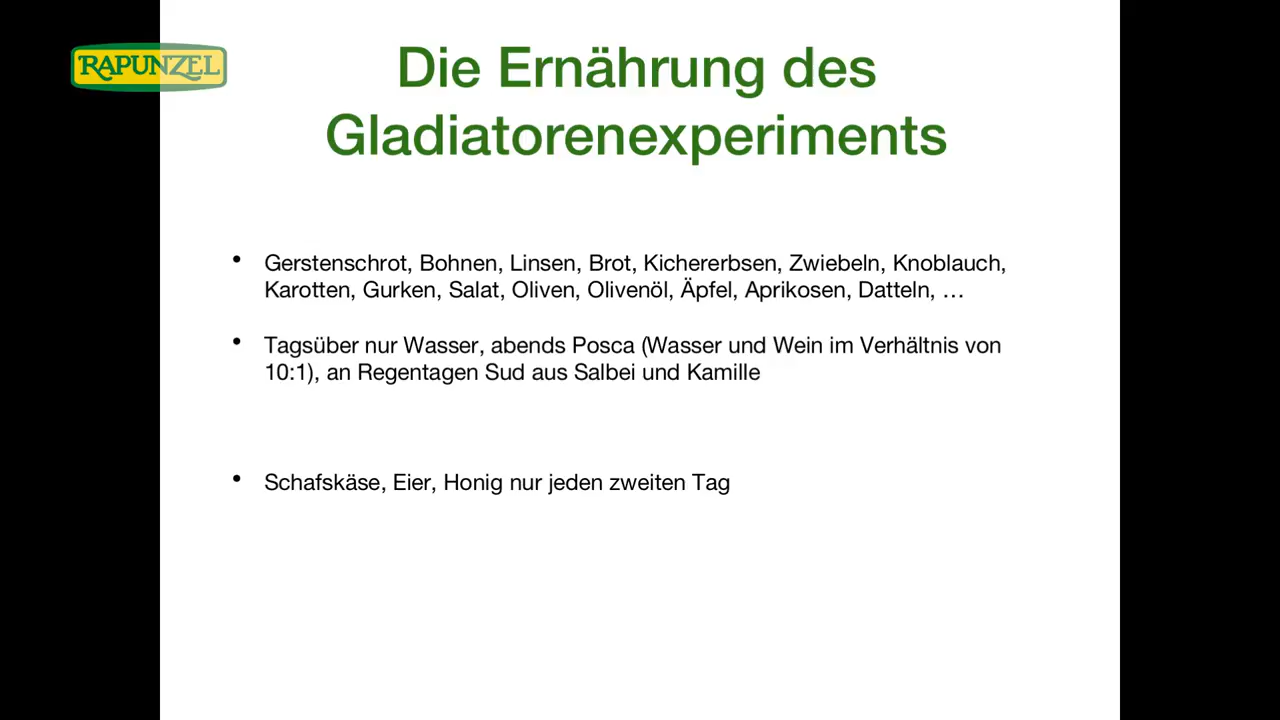 RAPUNZEL
Die Ernährung des
Gladiatorenexperiments
• Gerstenschrot, Bohnen, Linsen, Brot, Kichererbsen, Zwiebeln, Knoblauch,
Karotten, Gurken, Salat, Oliven, Olivenöl, Äpfel, Aprikosen, Datteln, …
• Tagsüber nur Wasser, abends Posca (Wasser und Wein im Verhältnis von
10:1), an Regentagen Sud aus Salbei und Kamille
• Schafskäse, Eier, Honig nur jeden zweiten Tag